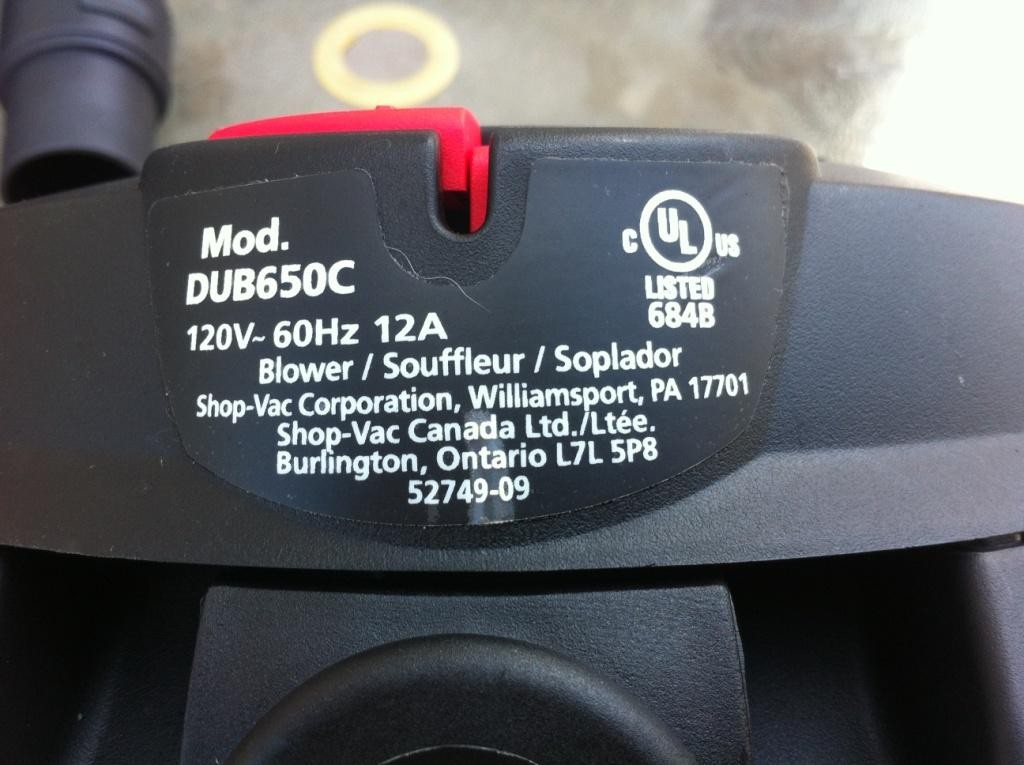 Mod.
DUB650C
C UL US
LISTED
684B
120V~ 60Hz 12A
Blower / Souffleur / Soplador
Shop-Vac Corporation, Williamsport, PA 17701
Shop-Vac Canada Ltd./Ltée.
Burlington, Ontario L7L 5P8
52749-09